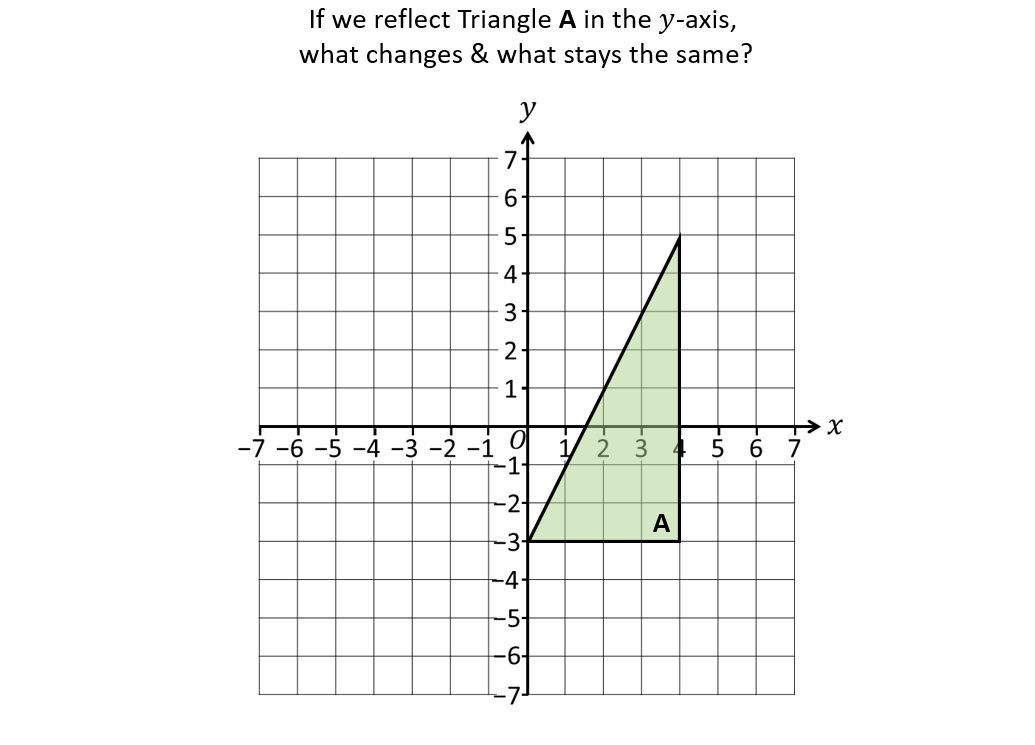 If we reflect Triangle A in the y-axis,
what changes & what stays the same?
y
7
6
5
4
3
2
1
−7 −6 −5 −4 −3 −2 −1 O 1 2 3 4 5 6 7 x
−1
−2
A
−3
−4
−5
−6
−7